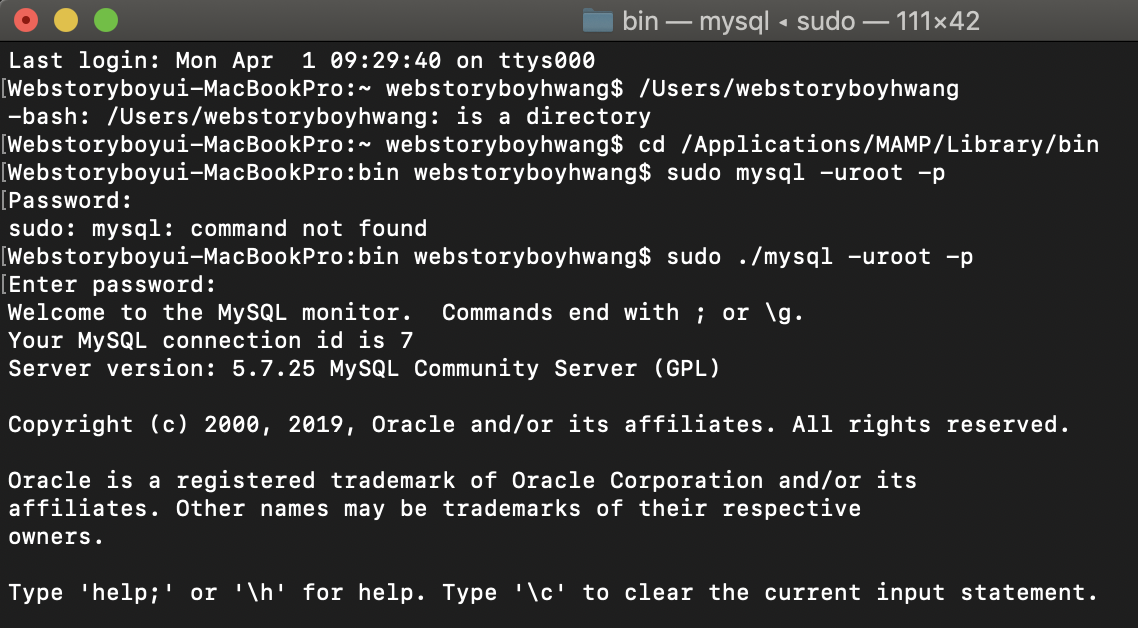 bin — mysql ◂ sudo — 111×42
Last login: Mon Apr  1 09:29:40 on ttys000
[Webstoryboyui-MacBookPro:~ webstoryboyhwang$ /Users/webstoryboyhwang
-bash: /Users/webstoryboyhwang: is a directory
[Webstoryboyui-MacBookPro:~ webstoryboyhwang$ cd /Applications/MAMP/Library/bin
[Webstoryboyui-MacBookPro:bin webstoryboyhwang$ sudo mysql -uroot -p
[Password:
sudo: mysql: command not found
[Webstoryboyui-MacBookPro:bin webstoryboyhwang$ sudo ./mysql -uroot -p
[Enter password:
Welcome to the MySQL monitor.  Commands end with ; or \g.
Your MySQL connection id is 7
Server version: 5.7.25 MySQL Community Server (GPL)
Copyright (c) 2000, 2019, Oracle and/or its affiliates. All rights reserved.
Oracle is a registered trademark of Oracle Corporation and/or its
affiliates. Other names may be trademarks of their respective
owners.
Type 'help;' or '\h' for help. Type '\c' to clear the current input statement.